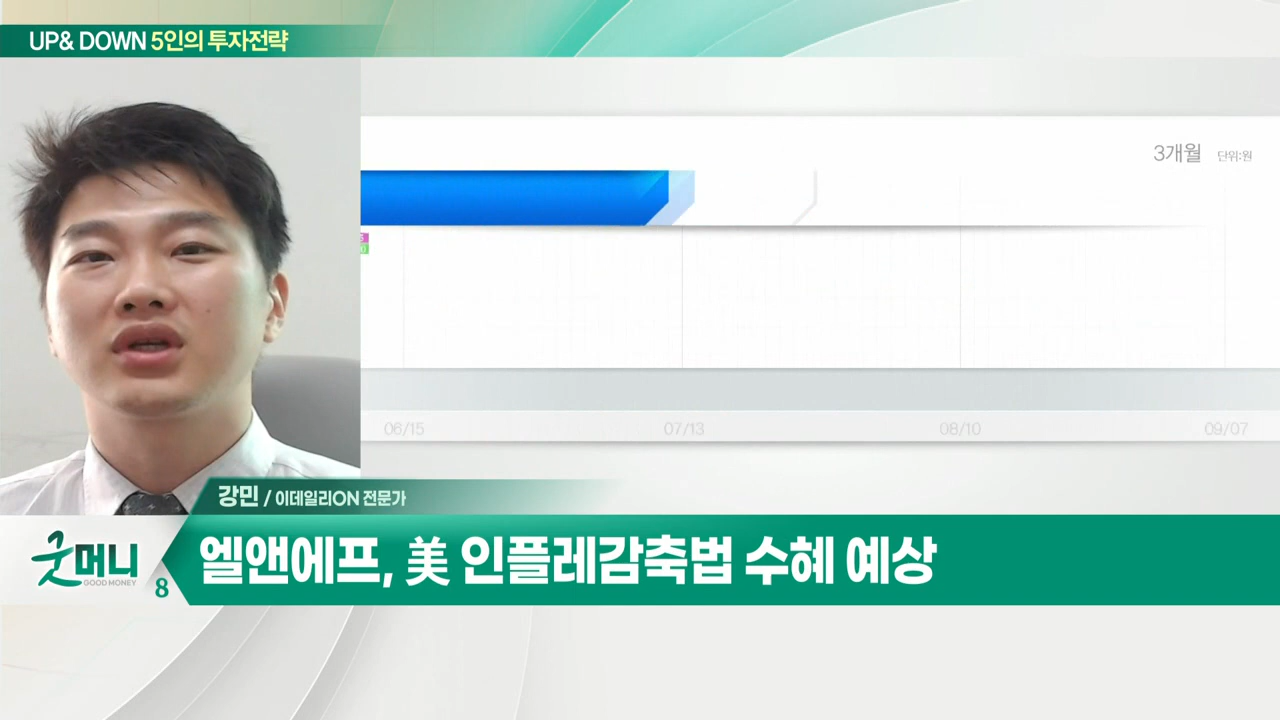 UP& DOWN 5인의 투자전략
3개월 단위:원
06/15 07/13 08/10 09/07
강민 / 이데일리ON 전문가
굿머니
GOOD MONEY
8
엘앤에프, 美 인플레감축법 수혜 예상